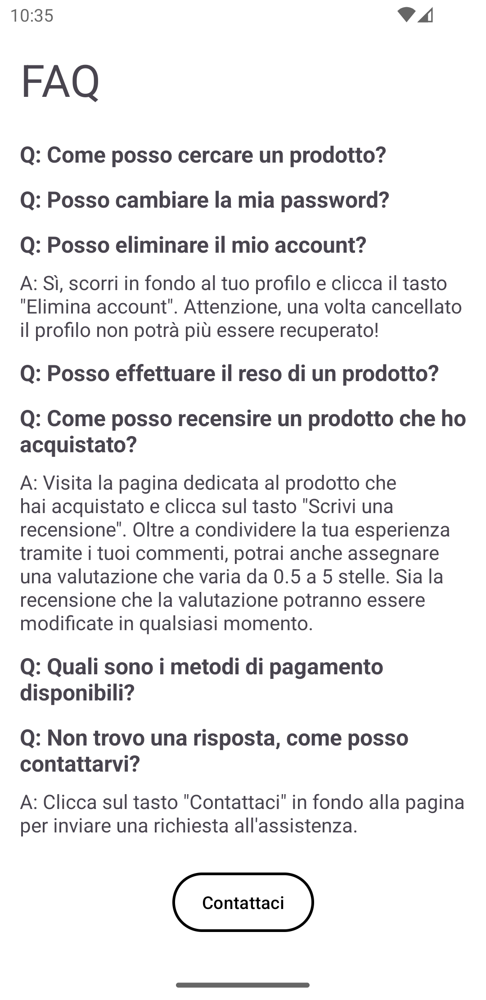 10:35
FAQ
Q: Come posso cercare un prodotto?
Q: Posso cambiare la mia password?
Q: Posso eliminare il mio account?
A: Sì, scorri in fondo al tuo profilo e clicca il tasto
"Elimina account". Attenzione, una volta cancellato
il profilo non potrà più essere recuperato!
Q: Posso effettuare il reso di un prodotto?
Q: Come posso recensire un prodotto che ho
acquistato?
A: Visita la pagina dedicata al prodotto che
hai acquistato e clicca sul tasto "Scrivi una
recensione". Oltre a condividere la tua esperienza
tramite i tuoi commenti, potrai anche assegnare
una valutazione che varia da 0.5 a 5 stelle. Sia la
recensione che la valutazione potranno essere
modificate in qualsiasi momento.
Q: Quali sono i metodi di pagamento
disponibili?
Q: Non trovo una risposta, come posso
contattarvi?
A: Clicca sul tasto "Contattaci" in fondo alla pagina
per inviare una richiesta all'assistenza.
Contattaci